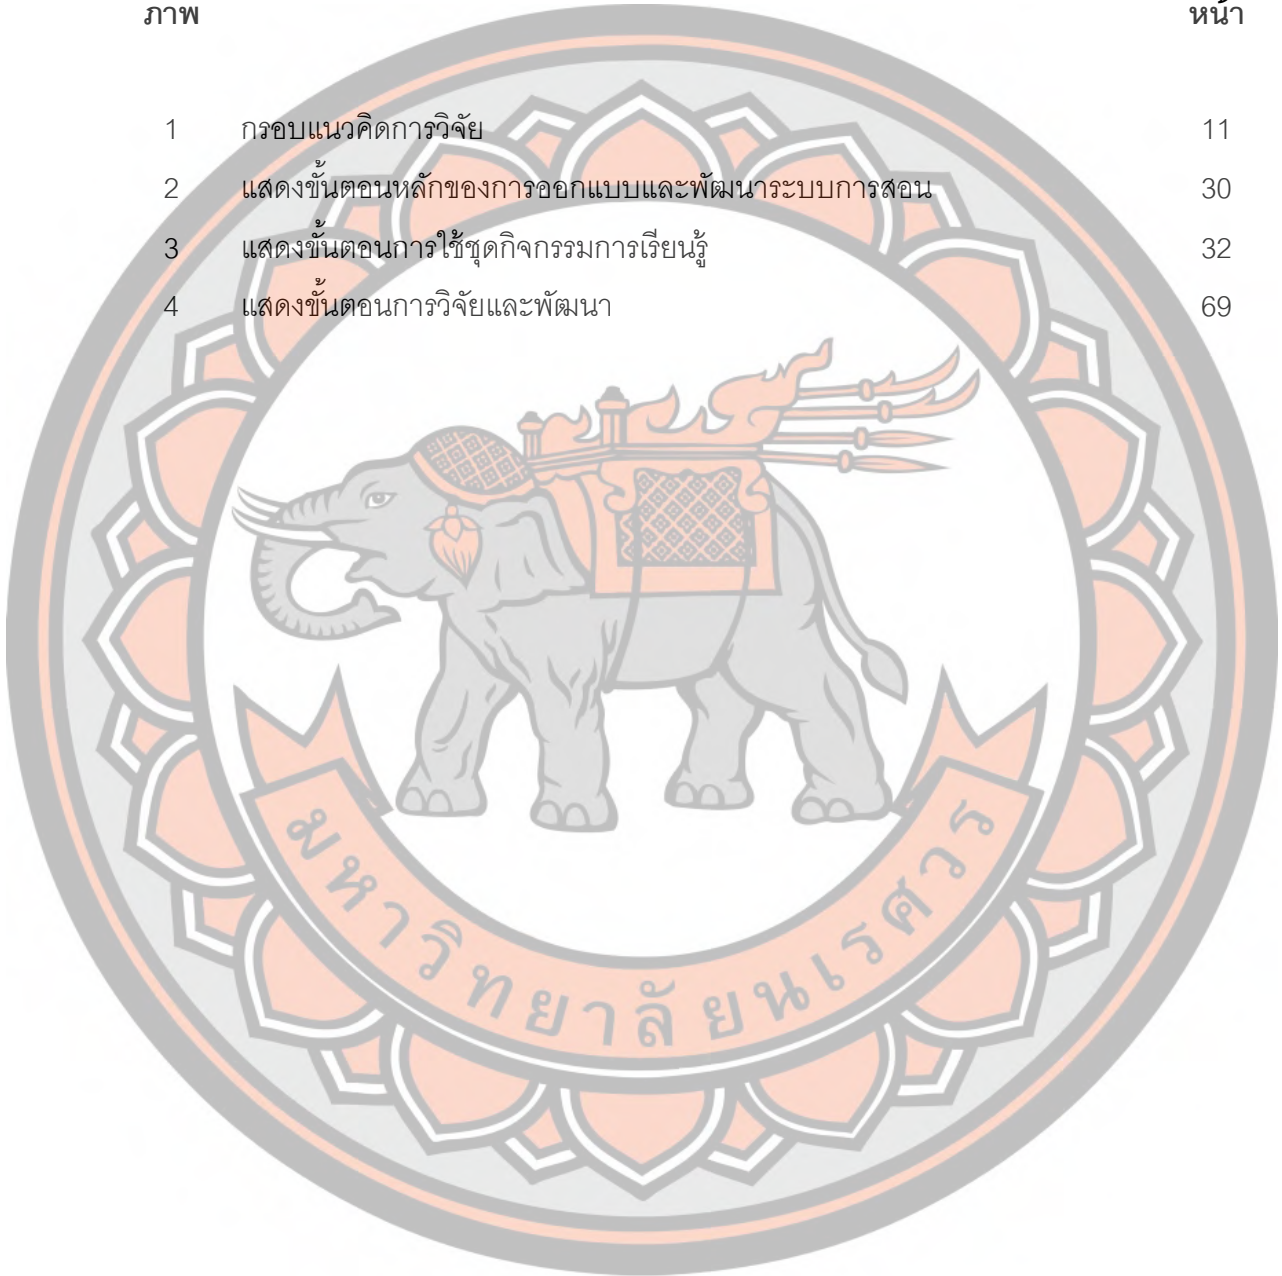 ภาพ หน้า
1 กรอบแนวคิดการวิจัย 11
2 แสดงขั้นตอนหลักของการออกแบบและพัฒนาระบบการสอน 30
3 แสดงขั้นตอนการใช้ชุดกิจกรรมการเรียนรู้ 32
4 แสดงขั้นตอนการวิจัยและพัฒนา 69
มหาวิทยาลัยนเรศวร